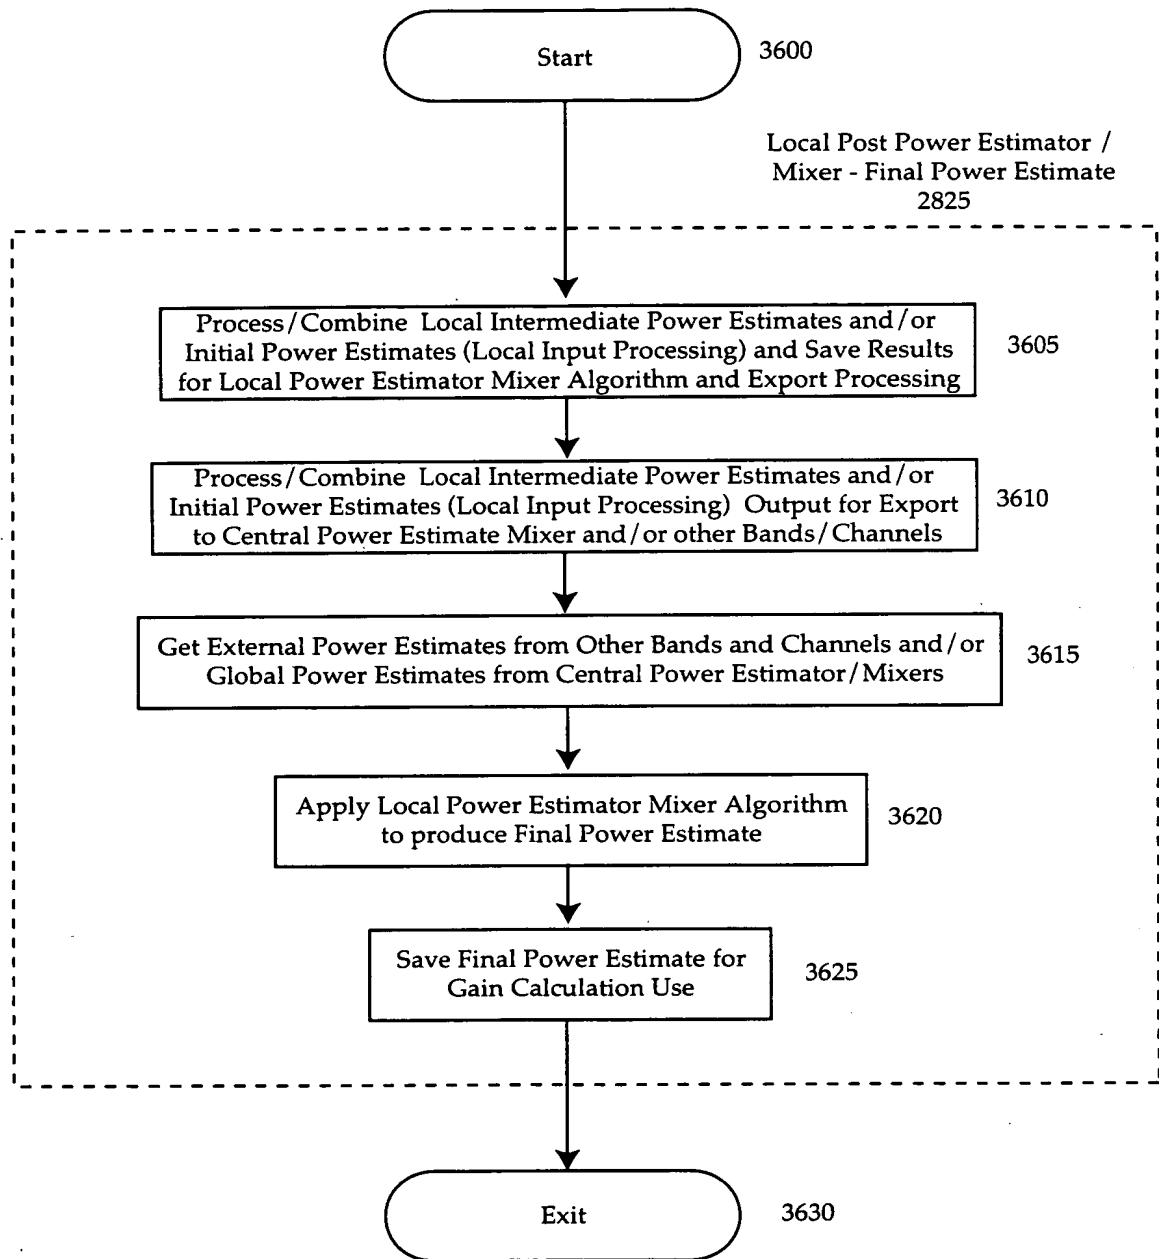 Start
3600
Local Post Power Estimator /
Mixer - Final Power Estimate
2825
Process/Combine Local Intermediate Power Estimates and/or
Initial Power Estimates (Local Input Processing) and Save Results
for Local Power Estimator Mixer Algorithm and Export Processing
3605
Process/Combine Local Intermediate Power Estimates and/or
Initial Power Estimates (Local Input Processing) Output for Export
to Central Power Estimate Mixer and/or other Bands/Channels
3610
Get External Power Estimates from Other Bands and Channels and/or
Global Power Estimates from Central Power Estimator/Mixers
3615
Apply Local Power Estimator Mixer Algorithm
to produce Final Power Estimate
3620
Save Final Power Estimate for
Gain Calculation Use
3625
Exit
3630